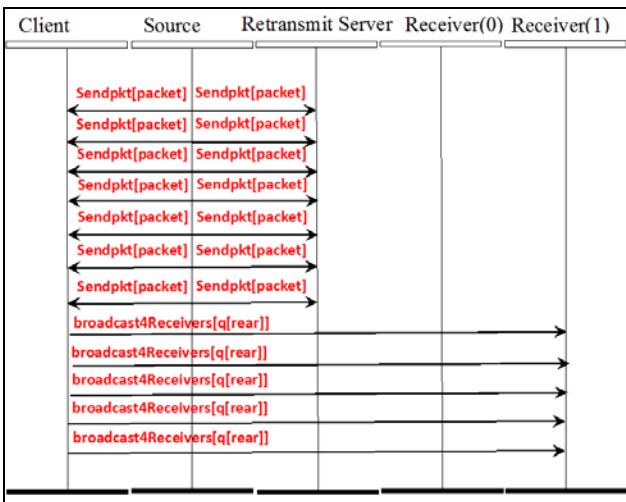 Client Source Retransmit Server Receiver(0) Receiver(1)
Sendpkt[packet] Sendpkt[packet]
Sendpkt[packet] Sendpkt[packet]
Sendpkt[packet] Sendpkt[packet]
Sendpkt[packet] Sendpkt[packet]
Sendpkt[packet] Sendpkt[packet]
Sendpkt[packet] Sendpkt[packet]
Sendpkt[packet] Sendpkt[packet]
broadcast4Receivers[q[rear]]
broadcast4Receivers[q[rear]]
broadcast4Receivers[q[rear]]
broadcast4Receivers[q[rear]]
broadcast4Receivers[q[rear]]